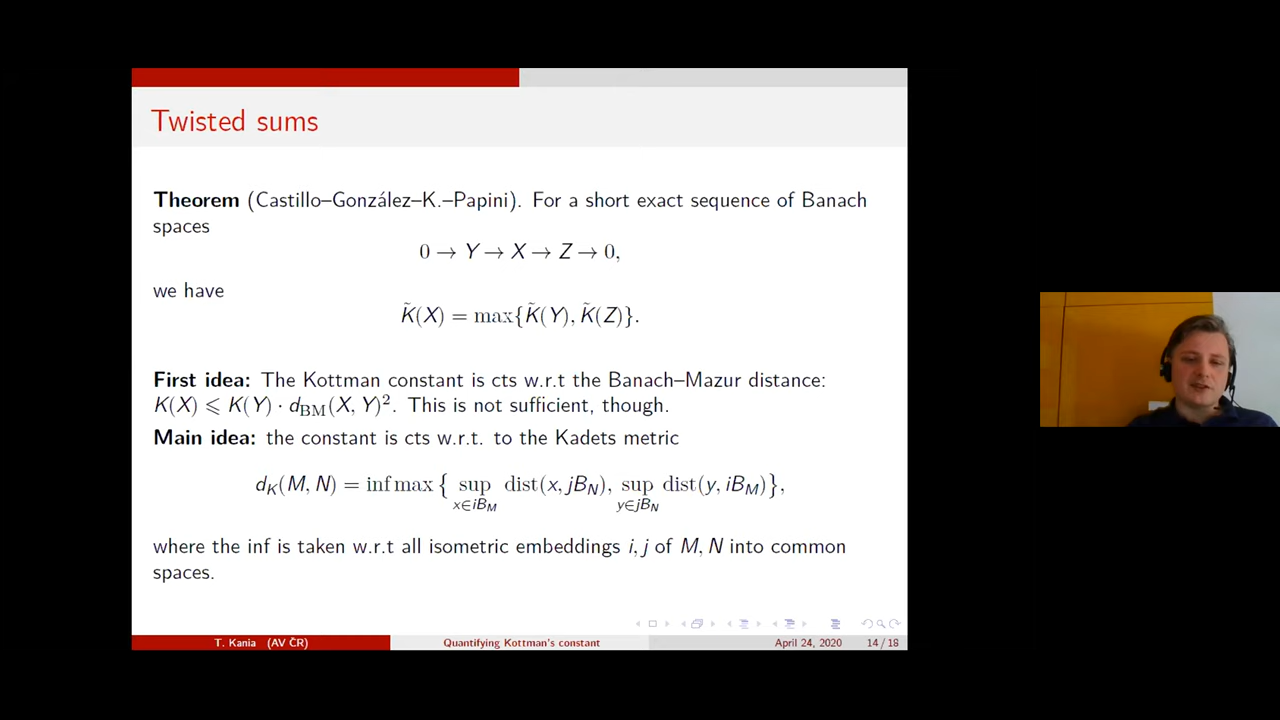 Twisted sums
Theorem (Castillo–González–K.–Papini). For a short exact sequence of Banach
spaces
0 → Y → X → Z → 0,
we have
K̃(X) = max{K̃(Y), K̃(Z)}.
First idea: The Kottman constant is cts w.r.t the Banach–Mazur distance:
K(X) ⩽ K(Y) · d_BM(X, Y)². This is not sufficient, though.
Main idea: the constant is cts w.r.t. to the Kadets metric
d_K(M, N) = inf max { sup_{x∈iB_M} dist(x, jB_N), sup_{y∈jB_N} dist(y, iB_M)},
where the inf is taken w.r.t all isometric embeddings i, j of M, N into common
spaces.
T. Kania (AV ČR) Quantifying Kottman's constant April 24, 2020 14 / 18